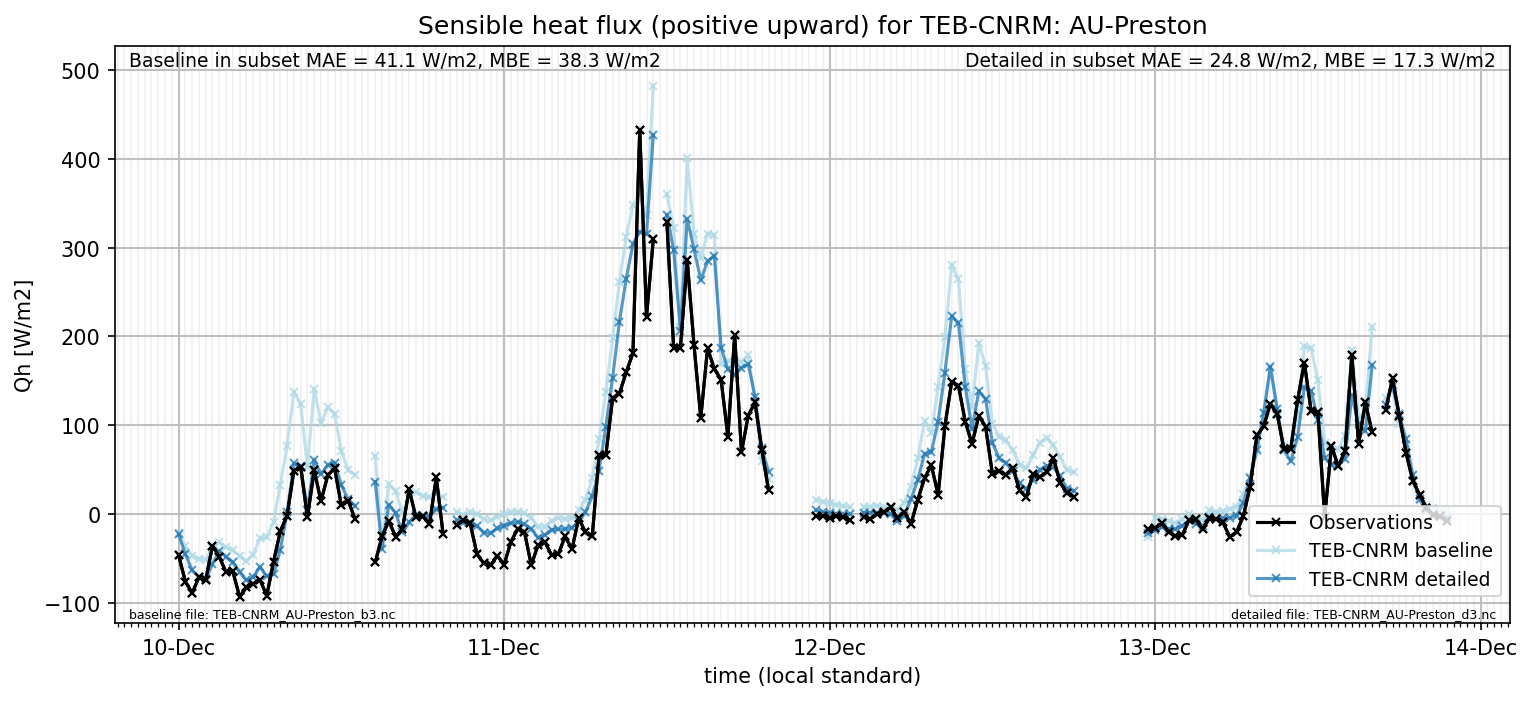 Sensible heat flux (positive upward) for TEB-CNRM: AU-Preston
Baseline in subset MAE = 41.1 W/m2, MBE = 38.3 W/m2
Detailed in subset MAE = 24.8 W/m2, MBE = 17.3 W/m2
Qh [W/m2]
500
400
300
200
100
0
−100
Observations
TEB-CNRM baseline
TEB-CNRM detailed
baseline file: TEB-CNRM_AU-Preston_b3.nc
detailed file: TEB-CNRM_AU-Preston_d3.nc
10-Dec
11-Dec
12-Dec
13-Dec
14-Dec
time (local standard)